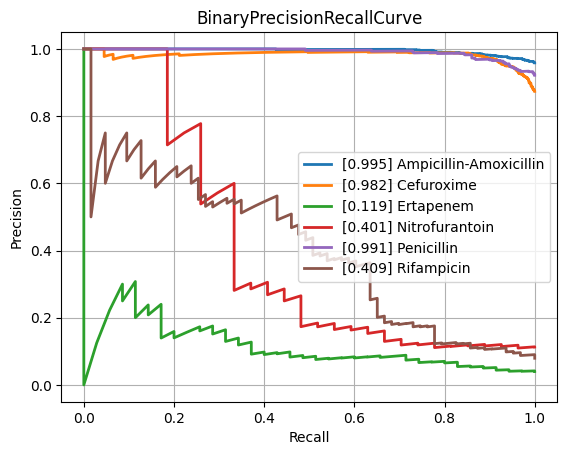 BinaryPrecisionRecallCurve
1.0
0.8
0.6
0.4
0.2
0.0
Precision
[0.995] Ampicillin-Amoxicillin
[0.982] Cefuroxime
[0.119] Ertapenem
[0.401] Nitrofurantoin
[0.991] Penicillin
[0.409] Rifampicin
0.0 0.2 0.4 0.6 0.8 1.0
Recall